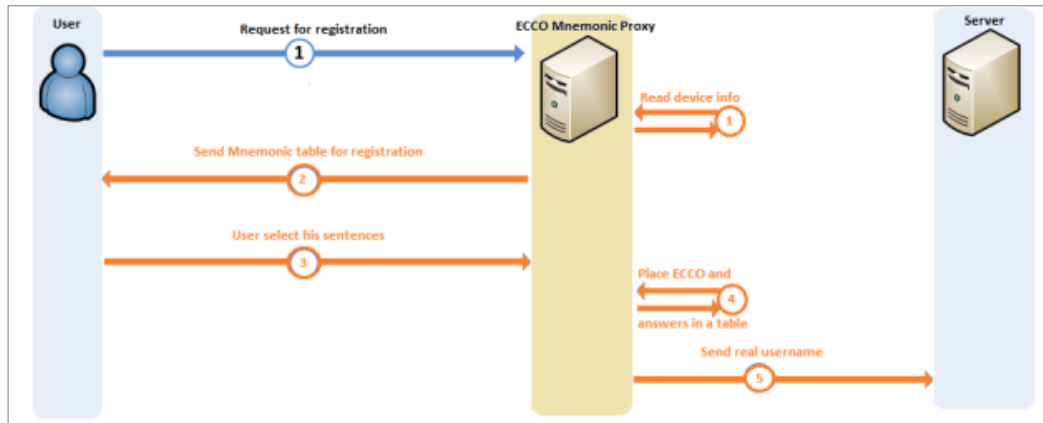 User
ECCO Mnemonic Proxy
Server
Request for registration
1
Read device info
1
Send Mnemonic table for registration
2
User select his sentences
3
Place ECCO and
4
answers in a table
Send real username
5